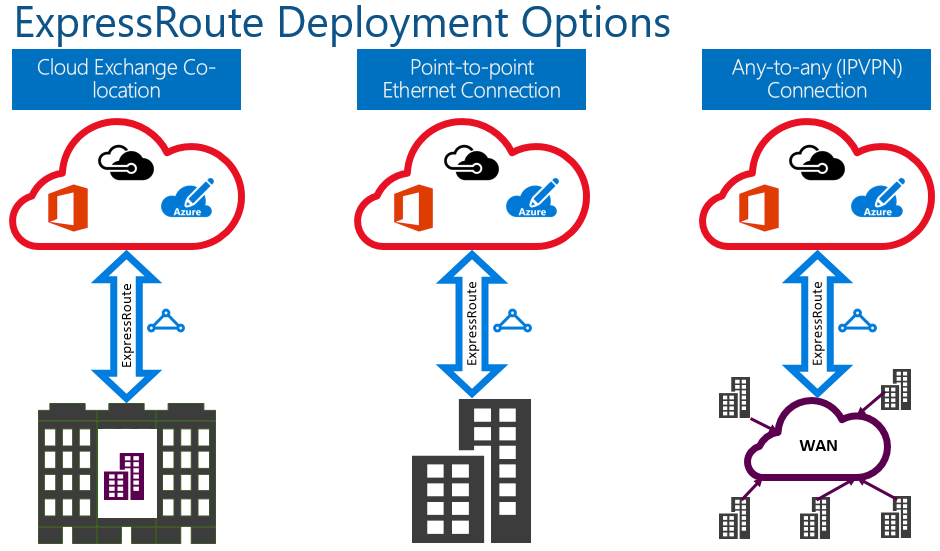 ExpressRoute Deployment Options
Cloud Exchange Co-
location
Azure
ExpressRoute
Point-to-point
Ethernet Connection
Azure
ExpressRoute
Any-to-any (IPVPN)
Connection
Azure
ExpressRoute
WAN